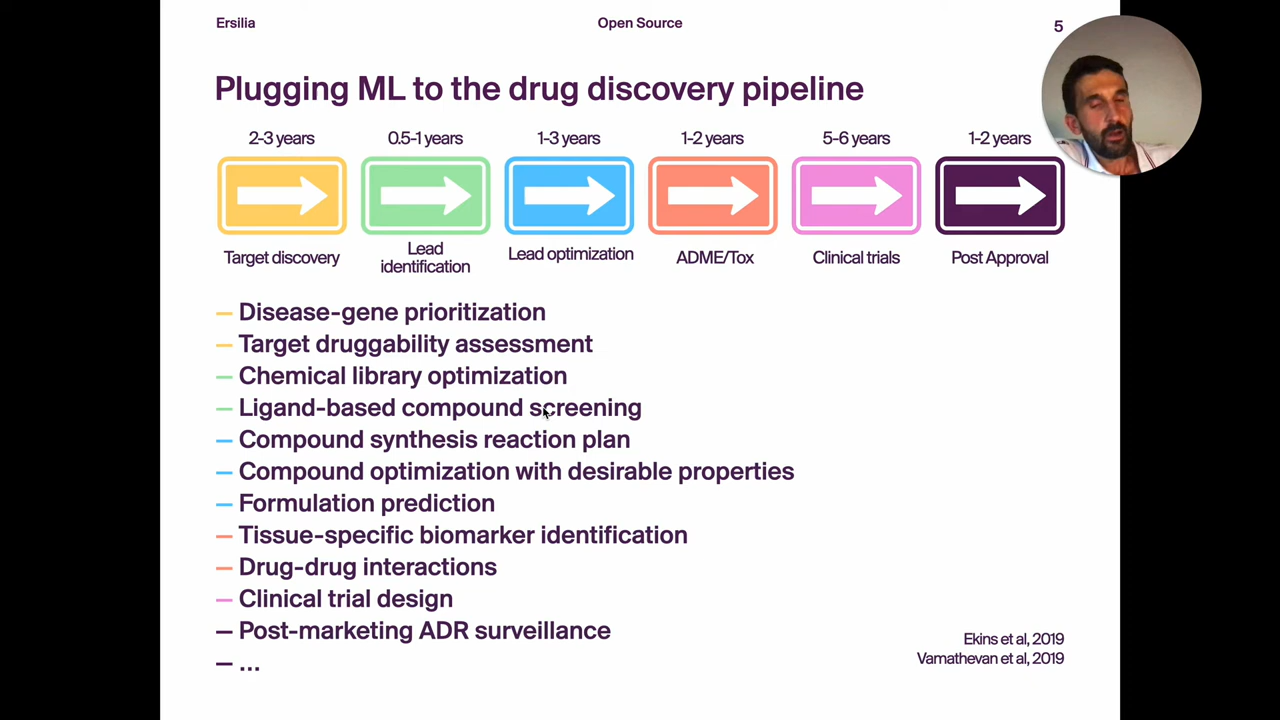 Ersilia
Open Source
5
Plugging ML to the drug discovery pipeline
2-3 years
0.5-1 years
1-3 years
1-2 years
5-6 years
1-2 years
Target discovery
Lead
identification
Lead optimization
ADME/Tox
Clinical trials
Post Approval
– Disease-gene prioritization
– Target druggability assessment
– Chemical library optimization
– Ligand-based compound screening
– Compound synthesis reaction plan
– Compound optimization with desirable properties
– Formulation prediction
– Tissue-specific biomarker identification
– Drug-drug interactions
– Clinical trial design
– Post-marketing ADR surveillance
– ...
Ekins et al, 2019
Vamathevan et al, 2019